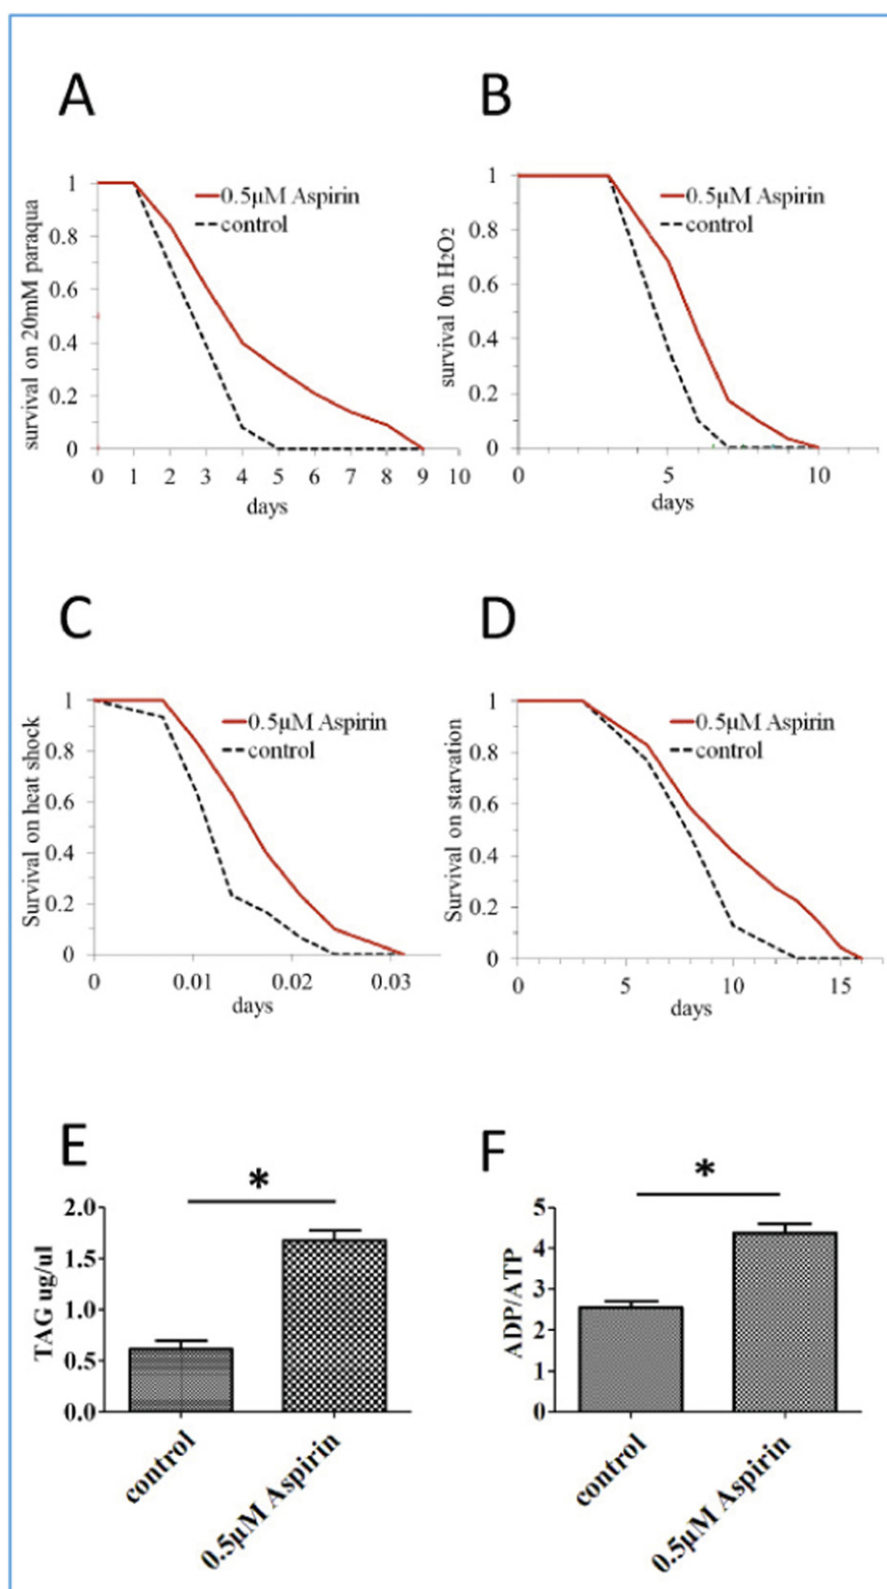 A
survival on 20mM paraqua
1
0.8
0.6
0.4
0.2
0
0.5μM Aspirin
control
0 1 2 3 4 5 6 7 8 9 10
days
B
survival 0n H2O2
1
0.8
0.6
0.4
0.2
0
0.5μM Aspirin
control
0 5 10
days
C
Survival on heat shock
1
0.8
0.6
0.4
0.2
0
0.5μM Aspirin
control
0 0.01 0.02 0.03
days
D
Survival on starvation
1
0.8
0.6
0.4
0.2
0
0.5μM Aspirin
control
0 5 10 15
days
E
*
TAG ug/ul
2.0
1.5
1.0
0.5
0.0
control
0.5μM Aspirin
F
*
ADP/ATP
5
4
3
2
1
0
control
0.5μM Aspirin